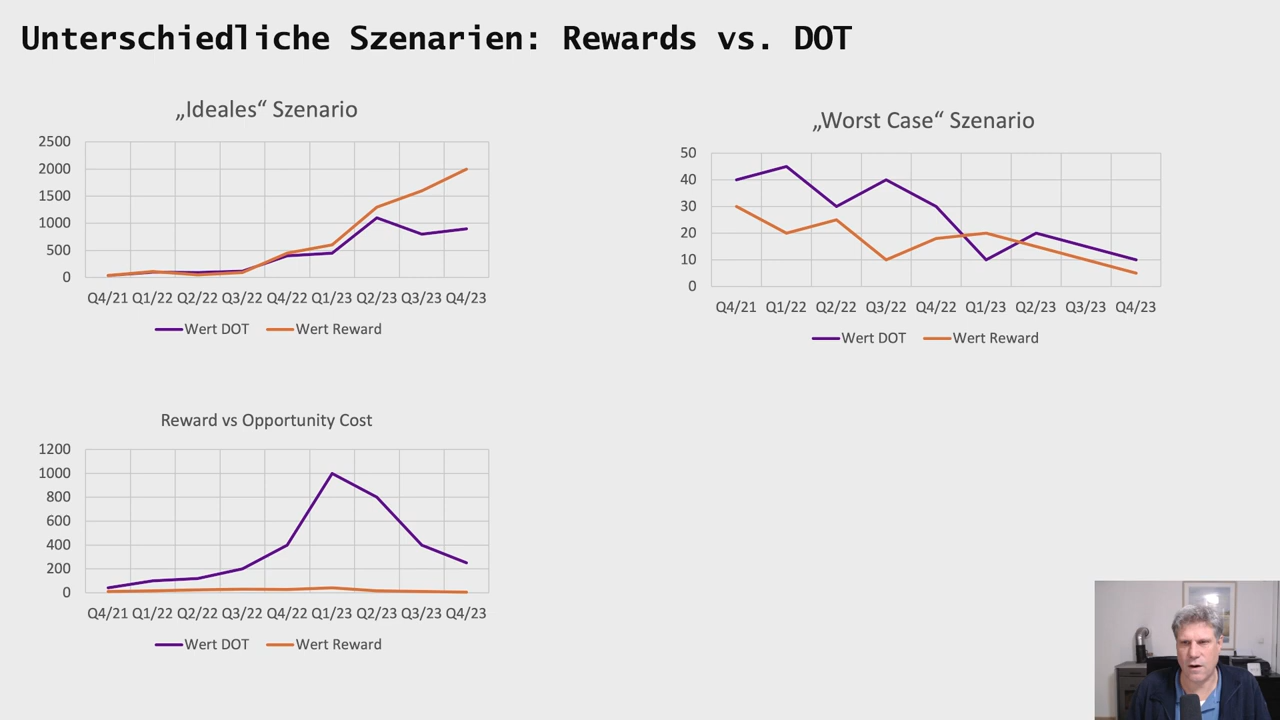 Unterschiedliche Szenarien: Rewards vs. DOT
„Ideales“ Szenario
2500
2000
1500
1000
500
0
Q4/21 Q1/22 Q2/22 Q3/22 Q4/22 Q1/23 Q2/23 Q3/23 Q4/23
Wert DOT Wert Reward
„Worst Case“ Szenario
50
40
30
20
10
0
Q4/21 Q1/22 Q2/22 Q3/22 Q4/22 Q1/23 Q2/23 Q3/23 Q4/23
Wert DOT Wert Reward
Reward vs Opportunity Cost
1200
1000
800
600
400
200
0
Q4/21 Q1/22 Q2/22 Q3/22 Q4/22 Q1/23 Q2/23 Q3/23 Q4/23
Wert DOT Wert Reward